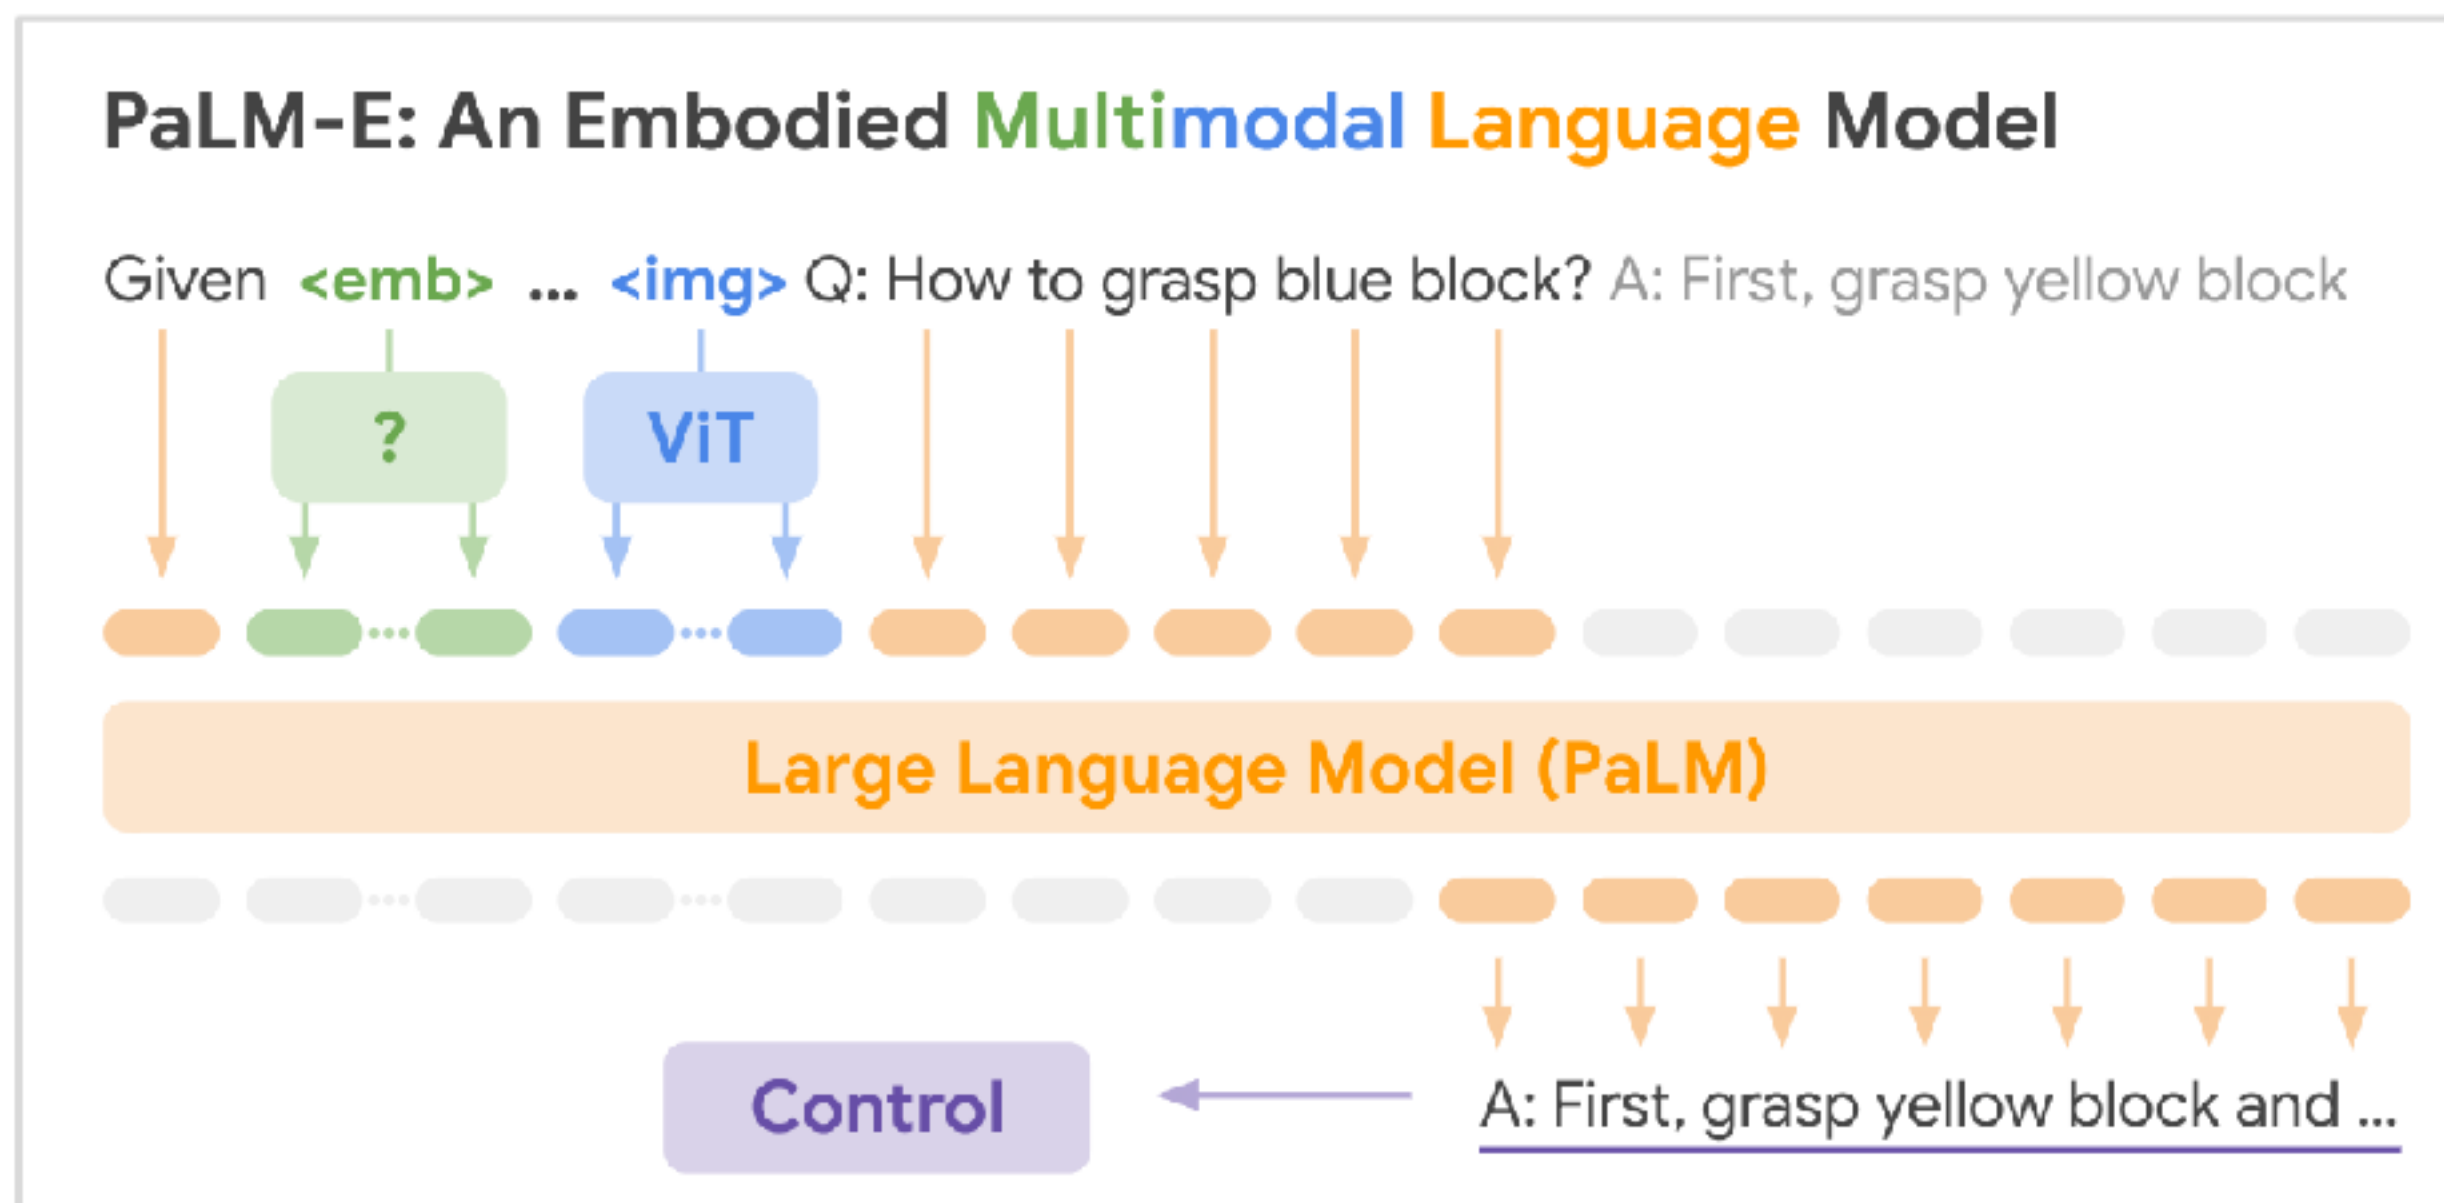 PaLM-E: An Embodied Multimodal Language Model
Given <emb> ... <img> Q: How to grasp blue block? A: First, grasp yellow block
? ViT
Large Language Model (PaLM)
Control A: First, grasp yellow block and ...